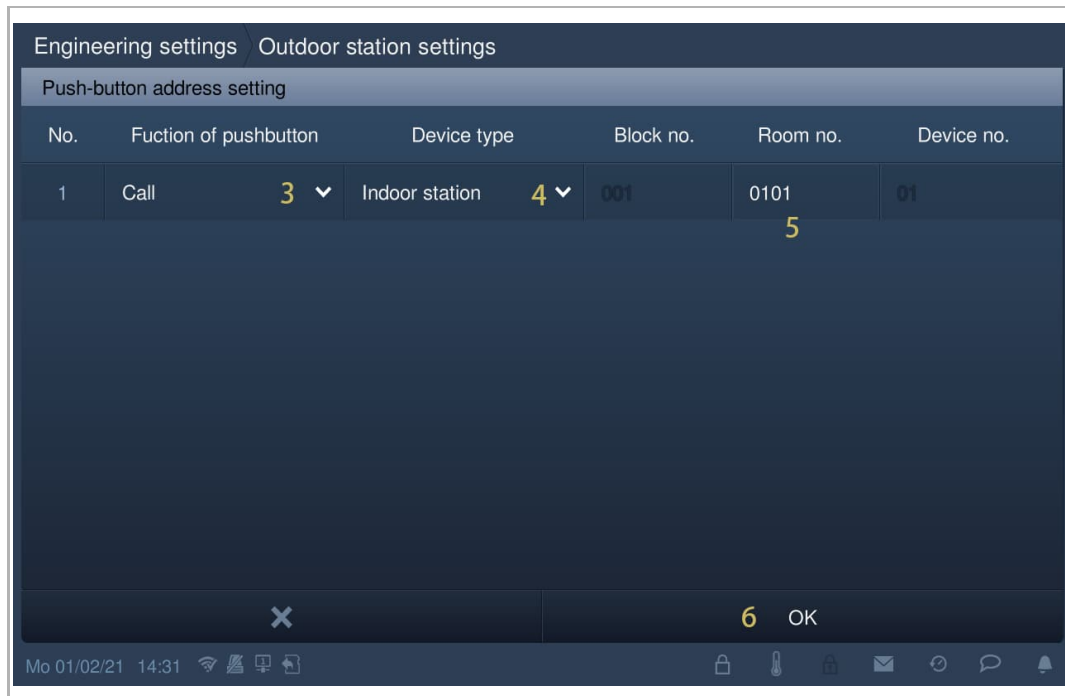 Engineering settings Outdoor station settings
Push-button address setting
No. Fuction of pushbutton Device type Block no. Room no. Device no.
1 Call 3 Indoor station 4 001 0101 01
5
6 OK
Mo 01/02/21 14:31